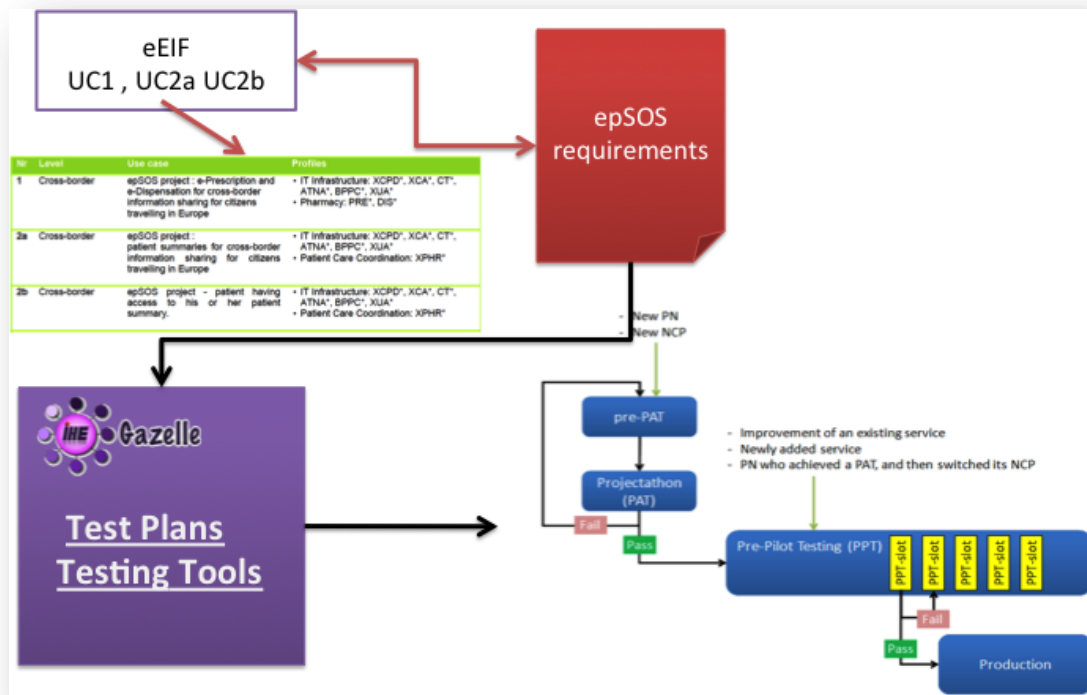 eEIF
UC1 , UC2a UC2b
epSOS
requirements
Nr Level Use case Profiles
1 Cross-border epSOS project : e-Prescription and
e-Dispensation for cross-border
information sharing for citizens
travelling in Europe
• IT Infrastructure: XCPD*, XCA*, CT*,
ATNA*, BPPC*, XUA*
• Pharmacy: PRE*, DIS*
2a Cross-border epSOS project :
patient summaries for cross-border
information sharing for citizens
travelling in Europe
• IT Infrastructure: XCPD*, XCA*, CT*,
ATNA*, BPPC*, XUA*
• Patient Care Coordination: XPHR*
2b Cross-border epSOS project - patient having
access to his or her patient
summary.
• IT Infrastructure: XCPD*, XCA*, CT*,
ATNA*, BPPC*, XUA*
• Patient Care Coordination: XPHR*
- New PN
- New NCP
IHE Gazelle
Test Plans
Testing Tools
pre-PAT
Projectathon
(PAT)
Fail
Pass
- Improvement of an existing service
- Newly added service
- PN who achieved a PAT, and then switched its NCP
Pre-Pilot Testing (PPT)
PPT-slot
PPT-slot
PPT-slot
PPT-slot
PPT-slot
Fail
Pass
Production